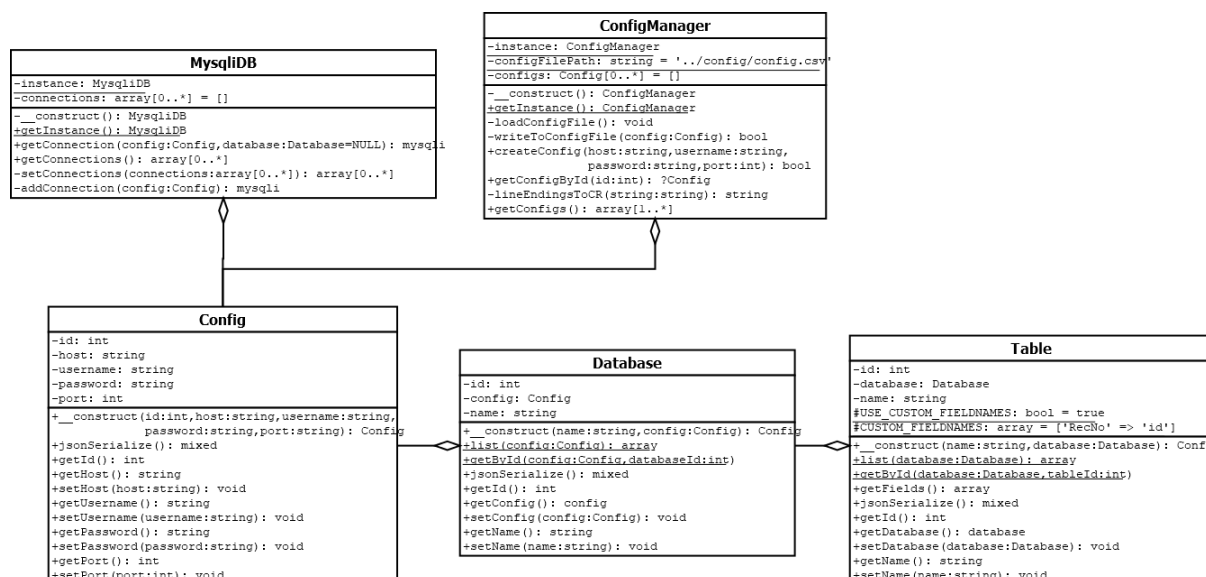 MysqliDB
-instance: MysqliDB
-connections: array[0..*] = []
-__construct(): MysqliDB
+getInstance(): MysqliDB
+getConnection(config:Config,database:Database=NULL): mysqli
+getConnections(): array[0..*]
-setConnections(connections:array[0..*]): array[0..*]
-addConnection(config:Config): mysqli
ConfigManager
-instance: ConfigManager
-configFilePath: string = '../config/config.csv'
-configs: Config[0..*] = []
-__construct(): ConfigManager
+getInstance(): ConfigManager
-loadConfigFile(): void
-writeToConfigFile(config:Config): bool
+createConfig(host:string,username:string,
password:string,port:int): bool
+getConfigById(id:int): ?Config
-lineEndingsToCR(string:string): string
+getConfigs(): array[1..*]
Config
-id: int
-host: string
-username: string
-password: string
-port: int
+__construct(id:int,host:string,username:string,
password:string,port:string): Config
+jsonSerialize(): mixed
+getId(): int
+getHost(): string
+setHost(host:string): void
+getUsername(): string
+setUsername(username:string): void
+getPassword(): string
+setPassword(password:string): void
+getPort(): int
+setPort(port:int): void
Database
-id: int
-config: Config
-name: string
+__construct(name:string,config:Config): Config
+list(config:Config): array
+getById(config:Config,databaseId:int)
+jsonSerialize(): mixed
+getId(): int
+getConfig(): config
+setConfig(config:Config): void
+getName(): string
+setName(name:string): void
Table
-id: int
-database: Database
-name: string
#USE_CUSTOM_FIELDNAMES: bool = true
#CUSTOM_FIELDNAMES: array = ['RecNo' => 'id']
+__construct(name:string,database:Database): Conf
+list(database:Database): array
+getById(database:Database,tableId:int)
+getFields(): array
+jsonSerialize(): mixed
+getId(): int
+getDatabase(): database
+setDatabase(database:Database): void
+getName(): string
+setName(name:string): void